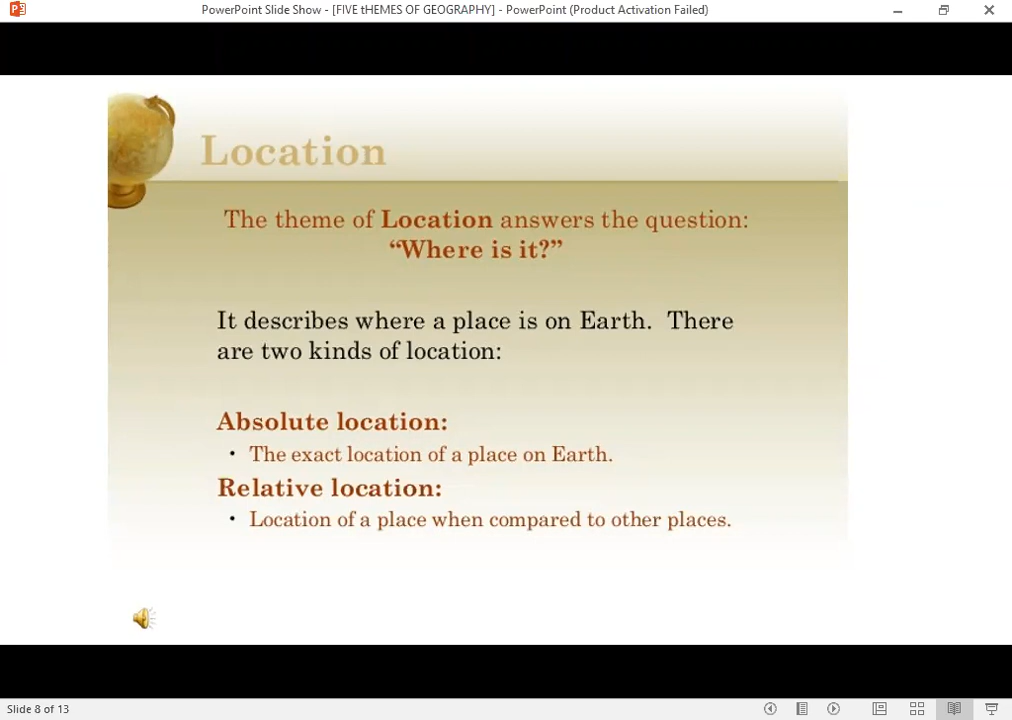 PowerPoint Slide Show - [FIVE tHEMES OF GEOGRAPHY] - PowerPoint (Product Activation Failed)
Location
The theme of Location answers the question:
“Where is it?”
It describes where a place is on Earth.  There
are two kinds of location:
Absolute location:
• The exact location of a place on Earth.
Relative location:
• Location of a place when compared to other places.
Slide 8 of 13